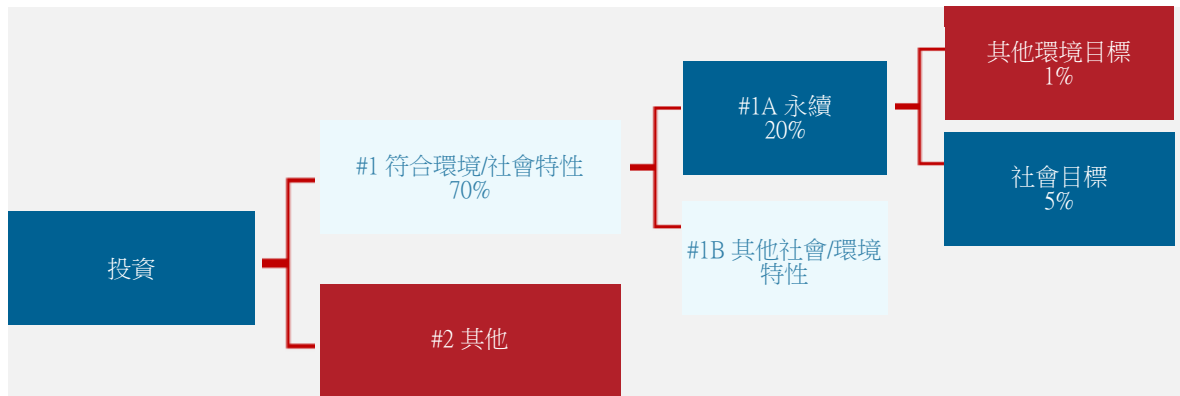 其他環境目標
1%
#1A 永續
20%
#1 符合環境/社會特性
70%
社會目標
5%
#1B 其他社會/環境
特性
投資
#2 其他